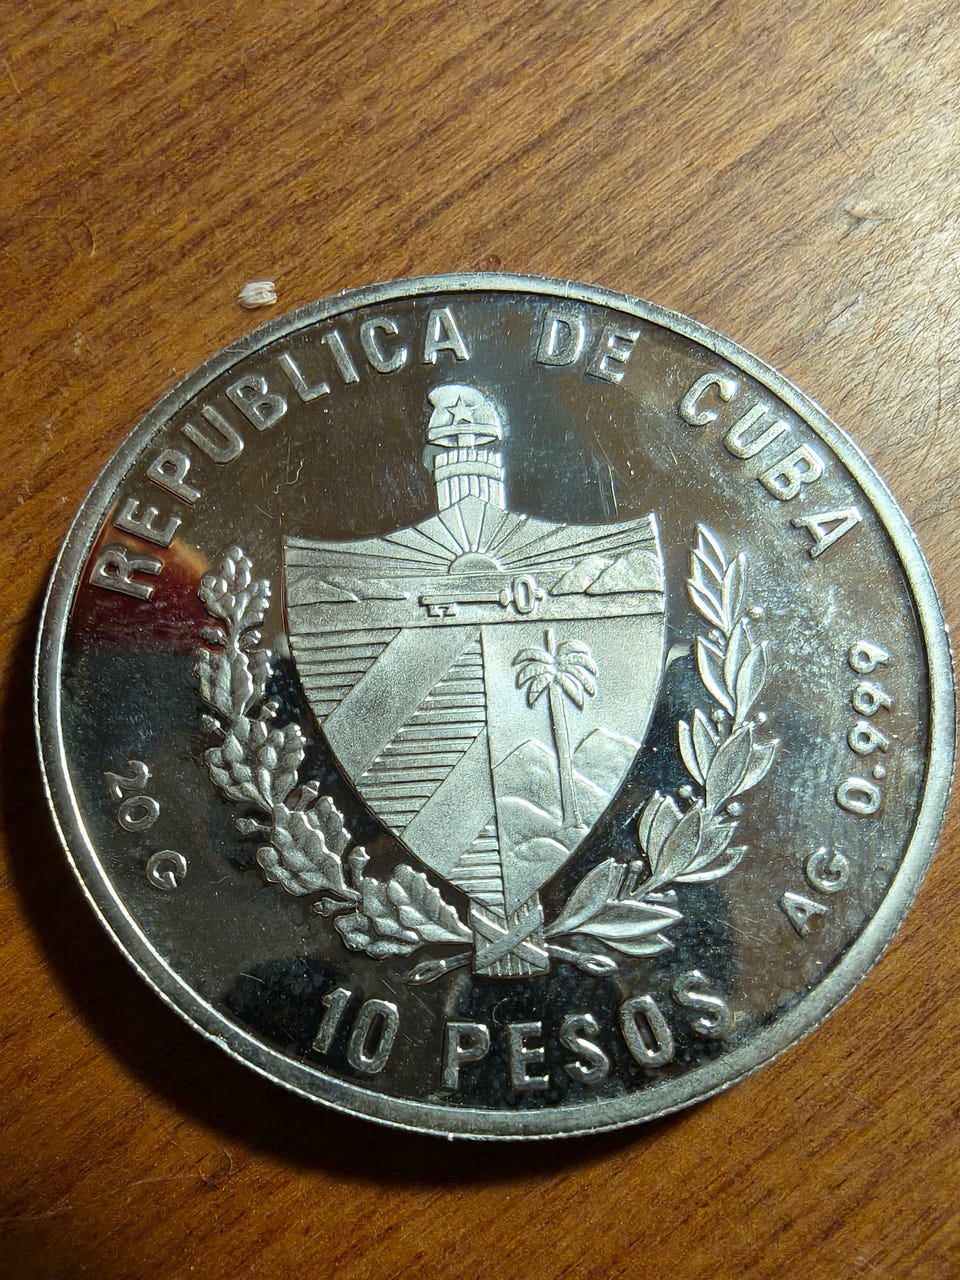 REPUBLICA DE CUBA
20 G
AG 0.999
10 PESOS